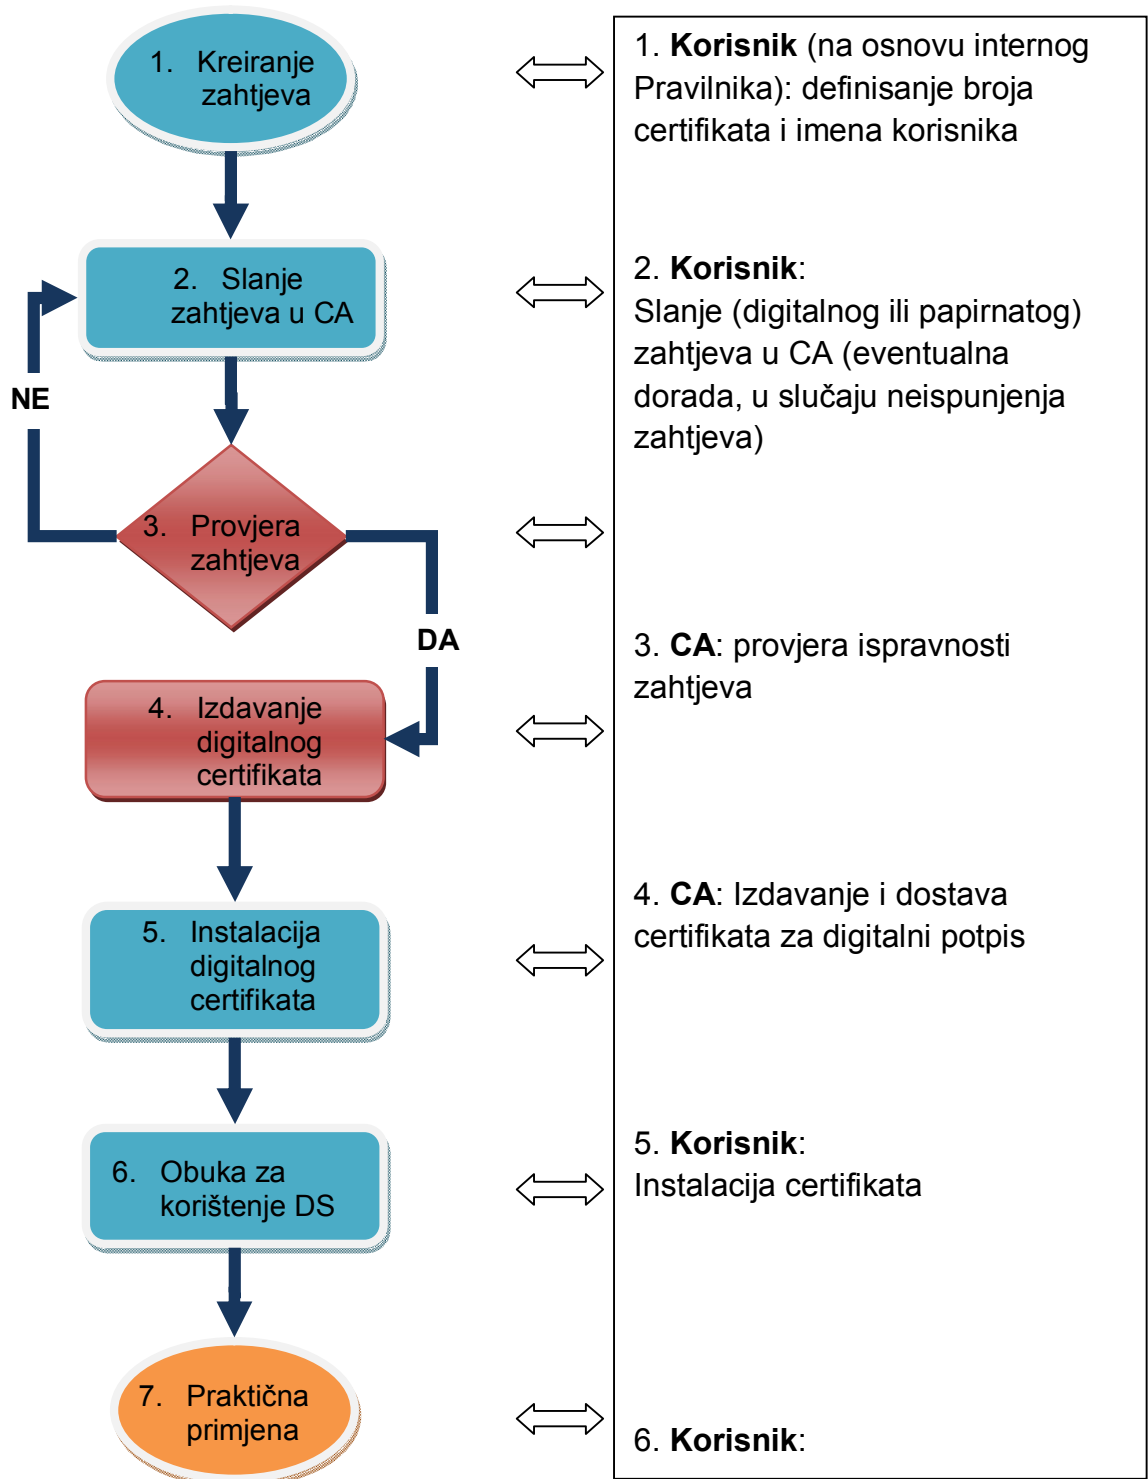 1. Kreiranje
zahtjeva
2. Slanje
zahtjeva u CA
NE
3. Provjera
zahtjeva
DA
4. Izdavanje
digitalnog
certifikata
5. Instalacija
digitalnog
certifikata
6. Obuka za
korištenje DS
7. Praktična
primjena
1. Korisnik (na osnovu internog
Pravilnika): definisanje broja
certifikata i imena korisnika
2. Korisnik:
Slanje (digitalnog ili papirnatog)
zahtjeva u CA (eventualna
dorada, u slučaju neispunjenja
zahtjeva)
3. CA: provjera ispravnosti
zahtjeva
4. CA: Izdavanje i dostava
certifikata za digitalni potpis
5. Korisnik:
Instalacija certifikata
6. Korisnik: